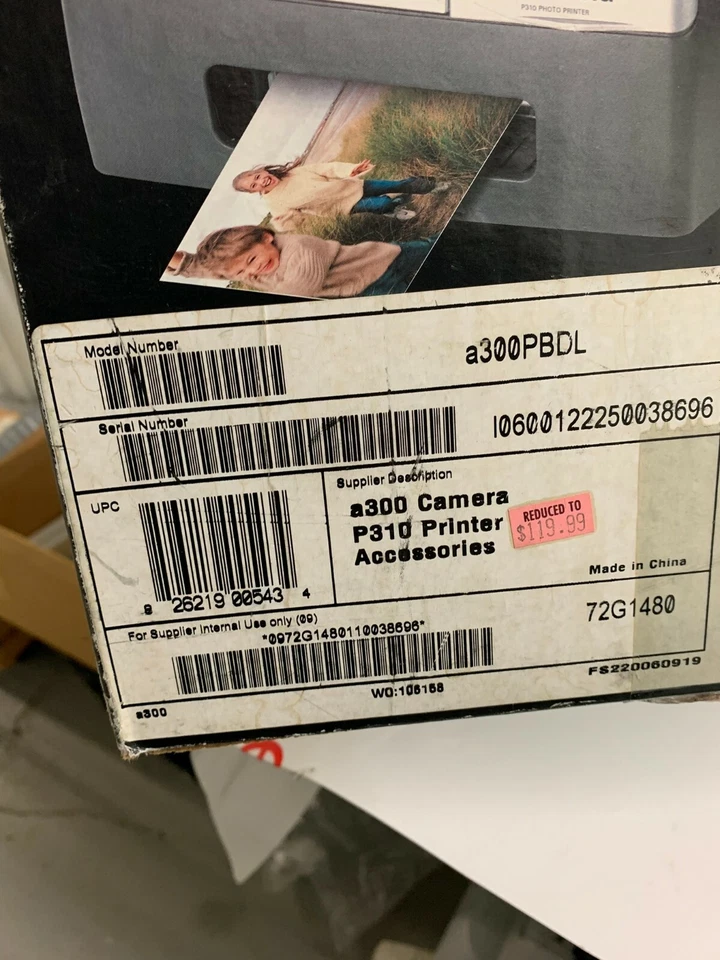 P310 PHOTO PRINTER
Model Number
a300PBDL
Serial Number
I0600122250038696
UPC
8 26219 00543 4
Supplier Description
a300 Camera
P310 Printer
Accessories
REDUCED TO
$119.99
Made in China
For Supplier Internal Use only (09)
*0972G1480110038696*
72G1480
WO:106168
FS220060919
a300